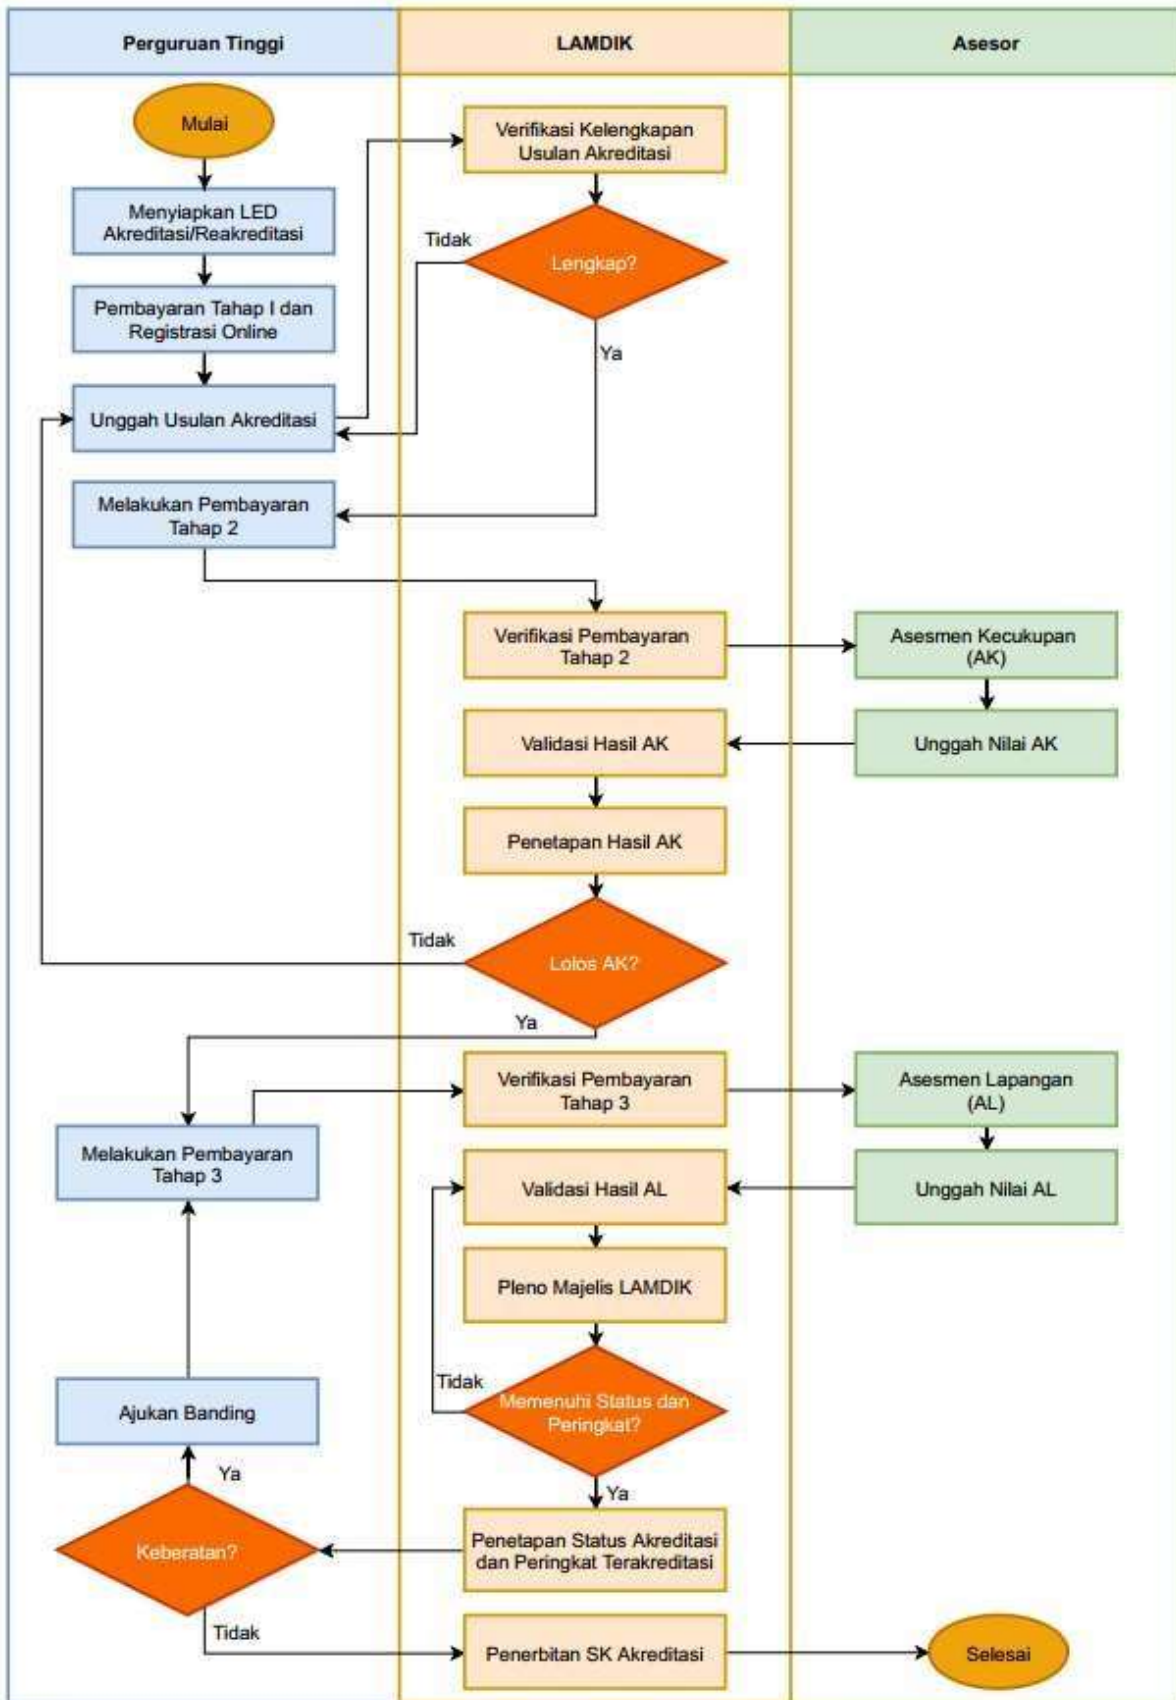 Perguruan Tinggi
LAMDIK
Asesor
Mulai
Verifikasi Kelengkapan
Usulan Akreditasi
Menyiapkan LED
Akreditasi/Reakreditasi
Tidak
Lengkap?
Pembayaran Tahap I dan
Registrasi Online
Ya
Unggah Usulan Akreditasi
Melakukan Pembayaran
Tahap 2
Verifikasi Pembayaran
Tahap 2
Asesmen Kecukupan
(AK)
Validasi Hasil AK
Unggah Nilai AK
Penetapan Hasil AK
Tidak
Lolos AK?
Ya
Verifikasi Pembayaran
Tahap 3
Asesmen Lapangan
(AL)
Melakukan Pembayaran
Tahap 3
Validasi Hasil AL
Unggah Nilai AL
Pleno Majelis LAMDIK
Tidak
Memenuhi Status dan
Peringkat?
Ajukan Banding
Ya
Ya
Keberatan?
Penetapan Status Akreditasi
dan Peringkat Terakreditasi
Tidak
Penerbitan SK Akreditasi
Selesai